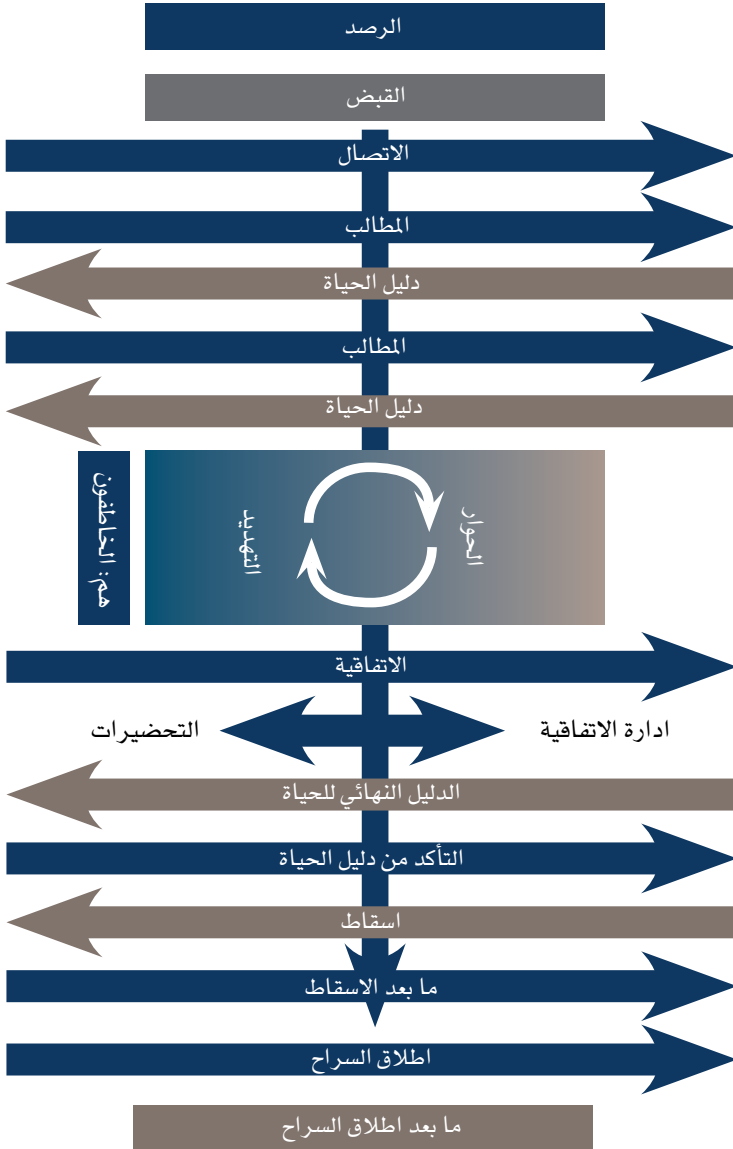 الرصد
القبض
الاتصال
المطالب
دليل الحياة
المطالب
دليل الحياة
الحوار
التهديد
هم: الخاطفون
الاتفاقية
ادارة الاتفاقية
التحضيرات
الدليل النهائي للحياة
التأكد من دليل الحياة
اسقاط
ما بعد الاسقاط
اطلاق السراح
ما بعد اطلاق السراح